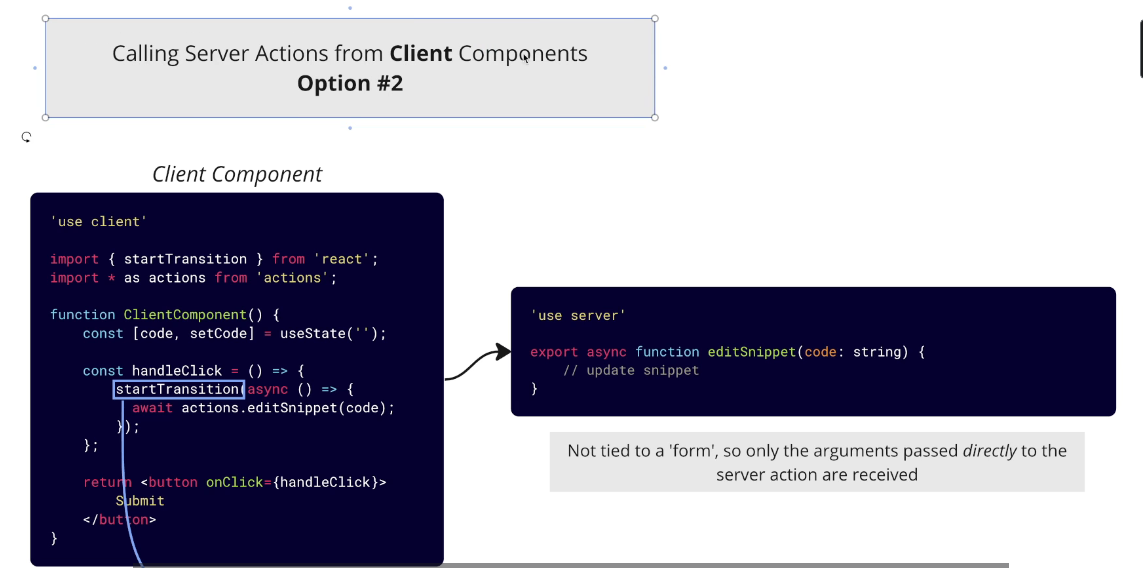 Calling Server Actions from Client Components
Option #2
Client Component
'use client'
import { startTransition } from 'react';
import * as actions from 'actions';
function ClientComponent() {
const [code, setCode] = useState('');
const handleClick = () => {
startTransition(async () => {
await actions.editSnippet(code);
});
};
return <button onClick={handleClick}>
Submit
</button>
}
'use server'
export async function editSnippet(code: string) {
// update snippet
}
Not tied to a 'form', so only the arguments passed directly to the
server action are received